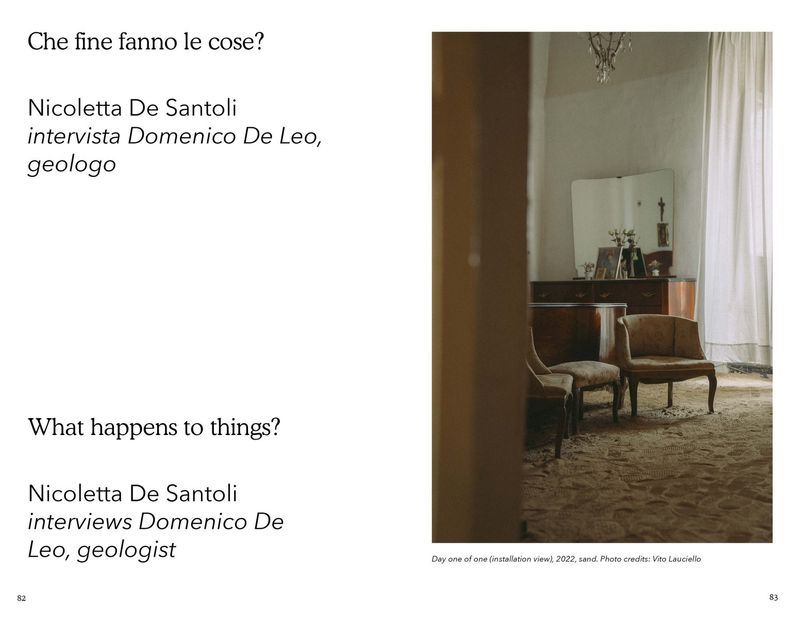 Che fine fanno le cose?
Nicoletta De Santoli
intervista Domenico De Leo,
geologo
What happens to things?
Nicoletta De Santoli
interviews Domenico De
Leo, geologist
Day one of one (installation view), 2022, sand. Photo credits: Vito Lauciello
82
83